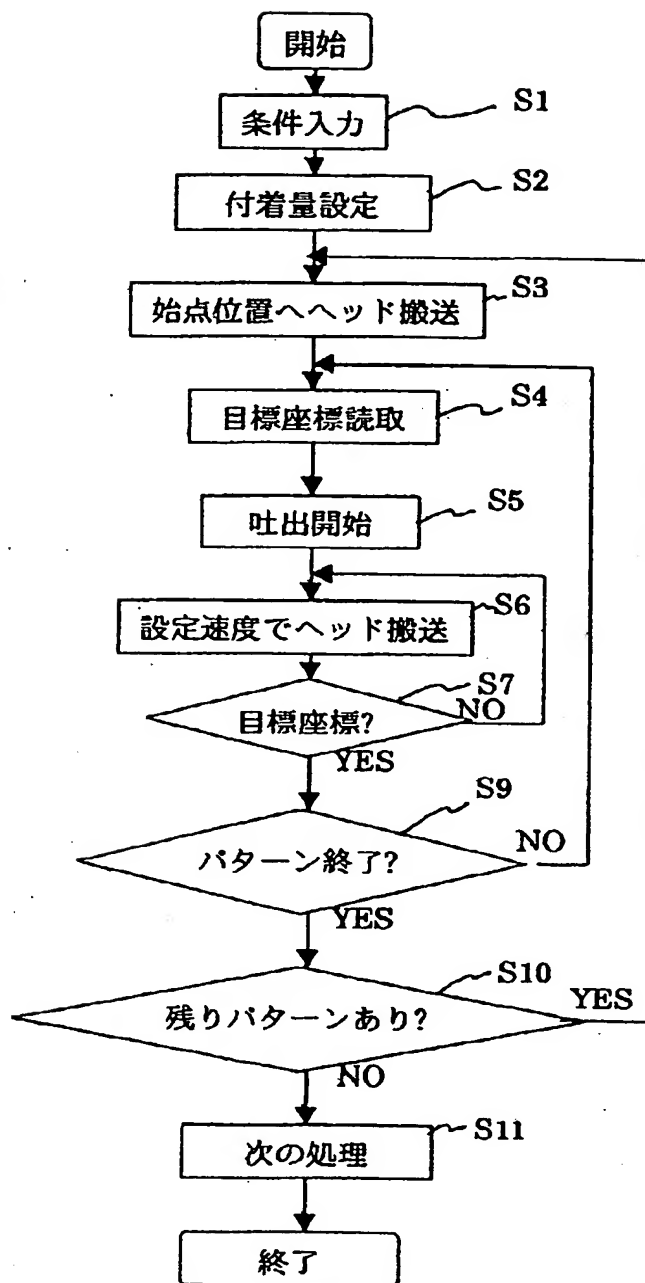 開始
条件入力
S1
付着量設定
S2
始点位置へヘッド搬送
S3
目標座標読取
S4
吐出開始
S5
設定速度でヘッド搬送
S6
目標座標?
S7
NO
YES
パターン終了?
S9
NO
YES
残りパターンあり?
S10
YES
NO
次の処理
S11
終了